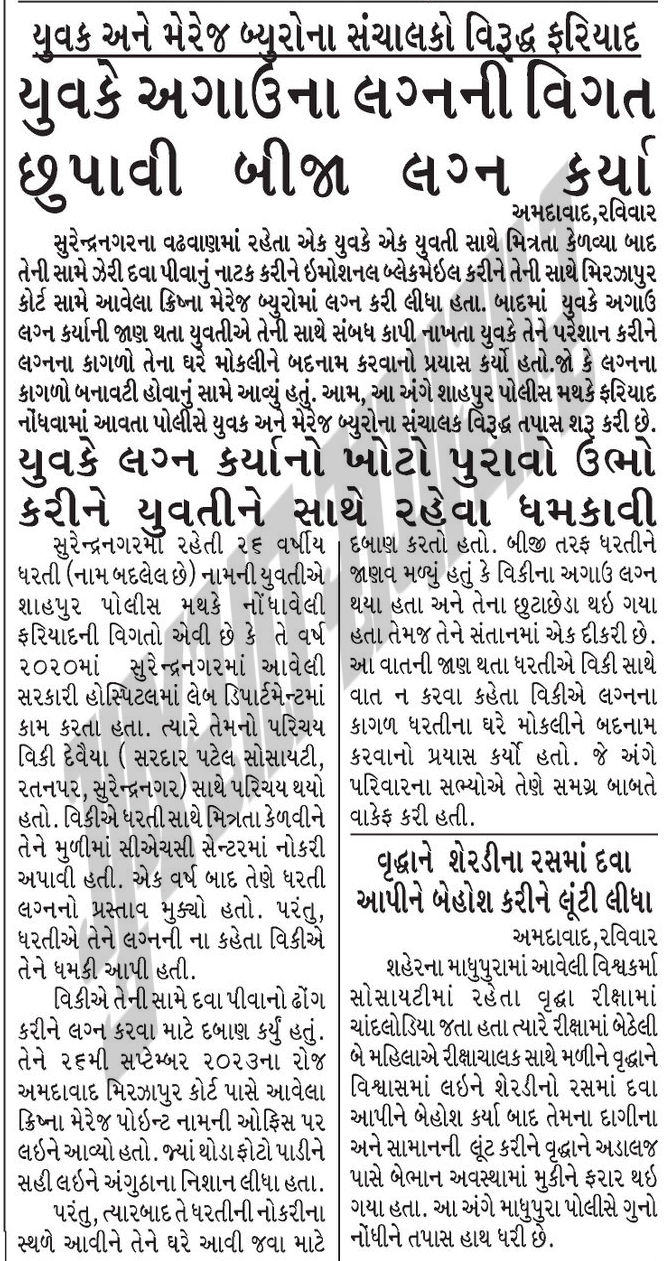 યુવક અને મેરેજ બ્યુરોના સંચાલકો વિરૂદ્ધ ફરિયાદ
યુવકે અગાઉના લગ્નની વિગત
છુપાવી બીજા લગ્ન કર્યા
અમદાવાદ,રવિવાર
સુરેન્દ્રનગરના વઢવાણમાં રહેતા એક યુવકે એક યુવતી સાથે મિત્રતા કેળવ્યા બાદ
તેની સામે ઝેરી દવા પીવાનું નાટક કરીને ઇમોશનલ બ્લેકમેઇલ કરીને તેની સાથે મિરઝાપુર
કોર્ટ સામે આવેલા ક્રિષ્ના મેરેજ બ્યુરોમાં લગ્ન કરી લીધા હતા. બાદમાં યુવકે અગાઉ
લગ્ન કર્યાની જાણ થતા યુવતીએ તેની સાથે સંબધ કાપી નાખતા યુવકે તેને પરેશાન કરીને
લગ્નના કાગળો તેના ઘરે મોકલીને બદનામ કરવાનો પ્રયાસ કર્યો હતો.જો કે લગ્નના
કાગળો બનાવટી હોવાનું સામે આવ્યું હતું. આમ, આ અંગે શાહપુર પોલીસ મથકે ફરિયાદ
નોંધવામાં આવતા પોલીસે યુવક અને મેરેજ બ્યુરોના સંચાલક વિરૂદ્ધ તપાસ શરૂ કરી છે.
યુવકે લગ્ન કર્યાનો ખોટો પુરાવો ઉભો
કરીને યુવતીને સાથે રહેવા ધમકાવી
સુરેન્દ્રનગરમાં રહેતી ૨૬ વર્ષીય
ધરતી (નામ બદલેલ છે) નામની યુવતીએ
શાહપુર પોલીસ મથકે નોંધાવેલી
ફરિયાદની વિગતો એવી છે કે તે વર્ષ
૨૦૨૦માં સુરેન્દ્રનગરમાં આવેલી
સરકારી હોસ્પિટલમાં લેબ ડિપાર્ટમેન્ટમાં
કામ કરતા હતા. ત્યારે તેમનો પરિચય
વિકી દેવૈયા ( સરદાર પટેલ સોસાયટી,
રતનપર, સુરેન્દ્રનગર) સાથે પરિચય થયો
હતો. વિકીએ ધરતી સાથે મિત્રતા કેળવીને
તેને મુળીમાં સીએચસી સેન્ટરમાં નોકરી
અપાવી હતી. એક વર્ષ બાદ તેણે ધરતી
લગ્નનો પ્રસ્તાવ મુક્યો હતો. પરંતુ,
ધરતીએ તેને લગ્નની ના કહેતા વિકીએ
તેને ધમકી આપી હતી.
વિકીએ તેની સામે દવા પીવાનો ઢોંગ
કરીને લગ્ન કરવા માટે દબાણ કર્યું હતું.
તેને ૨૬મી સપ્ટેમ્બર ૨૦૨૩ના રોજ
અમદાવાદ મિરઝાપુર કોર્ટ પાસે આવેલા
ક્રિષ્ના મેરેજ પોઇન્ટ નામની ઓફિસ પર
લઇને આવ્યો હતો. જ્યાં થોડા ફોટો પાડીને
સહી લઇને અંગુઠાના નિશાન લીધા હતા.
પરંતુ, ત્યારબાદ તે ધરતીની નોકરીના
સ્થળે આવીને તેને ઘરે આવી જવા માટે
દબાણ કરતો હતો. બીજી તરફ ધરતીને
જાણવ મળ્યું હતું કે વિકીના અગાઉ લગ્ન
થયા હતા અને તેના છુટાછેડા થઇ ગયા
હતા તેમજ તેને સંતાનમાં એક દીકરી છે.
આ વાતની જાણ થતા ધરતીએ વિકી સાથે
વાત ન કરવા કહેતા વિકીએ લગ્નના
કાગળ ધરતીના ઘરે મોકલીને બદનામ
કરવાનો પ્રયાસ કર્યો હતો. જે અંગે
પરિવારના સભ્યોએ તેણે સમગ્ર બાબતે
વાકેફ કરી હતી.
વૃદ્ધાને શેરડીના રસમાં દવા
આપીને બેહોશ કરીને લૂંટી લીધા
અમદાવાદ,રવિવાર
શહેરના માધુપુરામાં આવેલી વિશ્વકર્મા
સોસાયટીમાં રહેતા વૃદ્ધા રીક્ષામાં
ચાંદલોડિયા જતા હતા ત્યારે રીક્ષામાં બેઠેલી
બે મહિલાએ રીક્ષાચાલક સાથે મળીને વૃદ્ધાને
વિશ્વાસમાં લઇને શેરડીનો રસમાં દવા
આપીને બેહોશ કર્યા બાદ તેમના દાગીના
અને સામાનની લૂંટ કરીને વૃદ્ધાને અડાલજ
પાસે બેભાન અવસ્થામાં મુકીને ફરાર થઇ
ગયા હતા. આ અંગે માધુપુરા પોલીસે ગુનો
નોંધીને તપાસ હાથ ધરી છે.